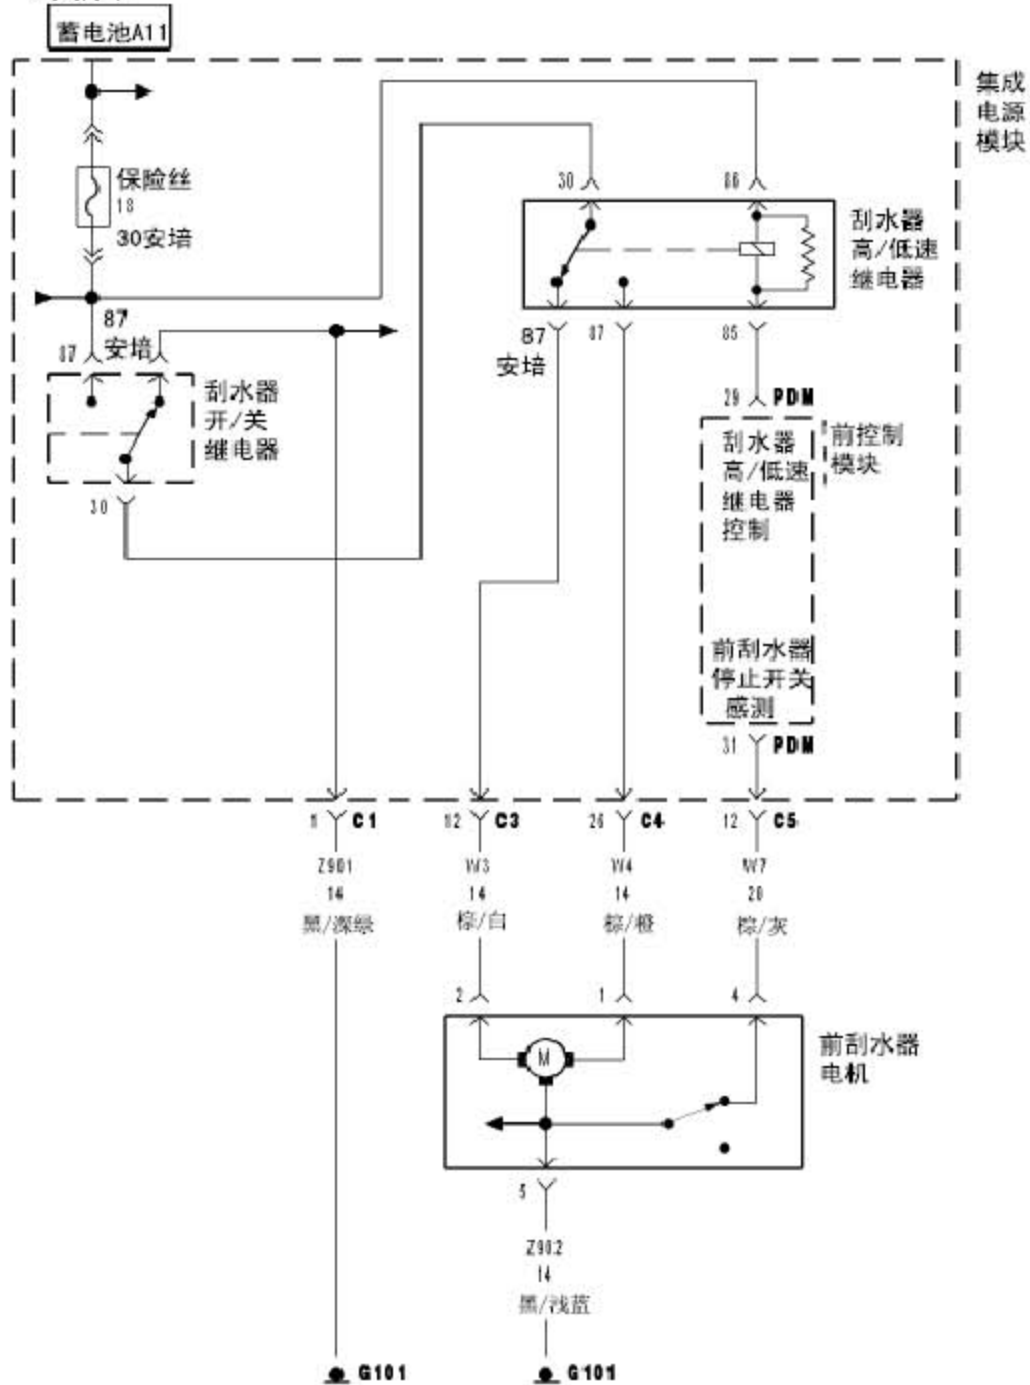 蓄电池A11
集成
电源
模块
保险丝
18
30安培
30
86
刮水器
高/低速
继电器
87
安培
87
87
安培
87
85
刮水器
开/关
继电器
29 PDM
前控制
模块
刮水器
高/低速
继电器
控制
30
前刮水器
停止开关
感测
31 PDM
1 C1
12 C3
26 C4
12 C5
Z901
W3
W4
W7
14
14
14
20
黑/深绿
棕/白
棕/橙
棕/灰
2
1
4
M
前刮水器
电机
5
Z902
14
黑/浅蓝
G101
G101